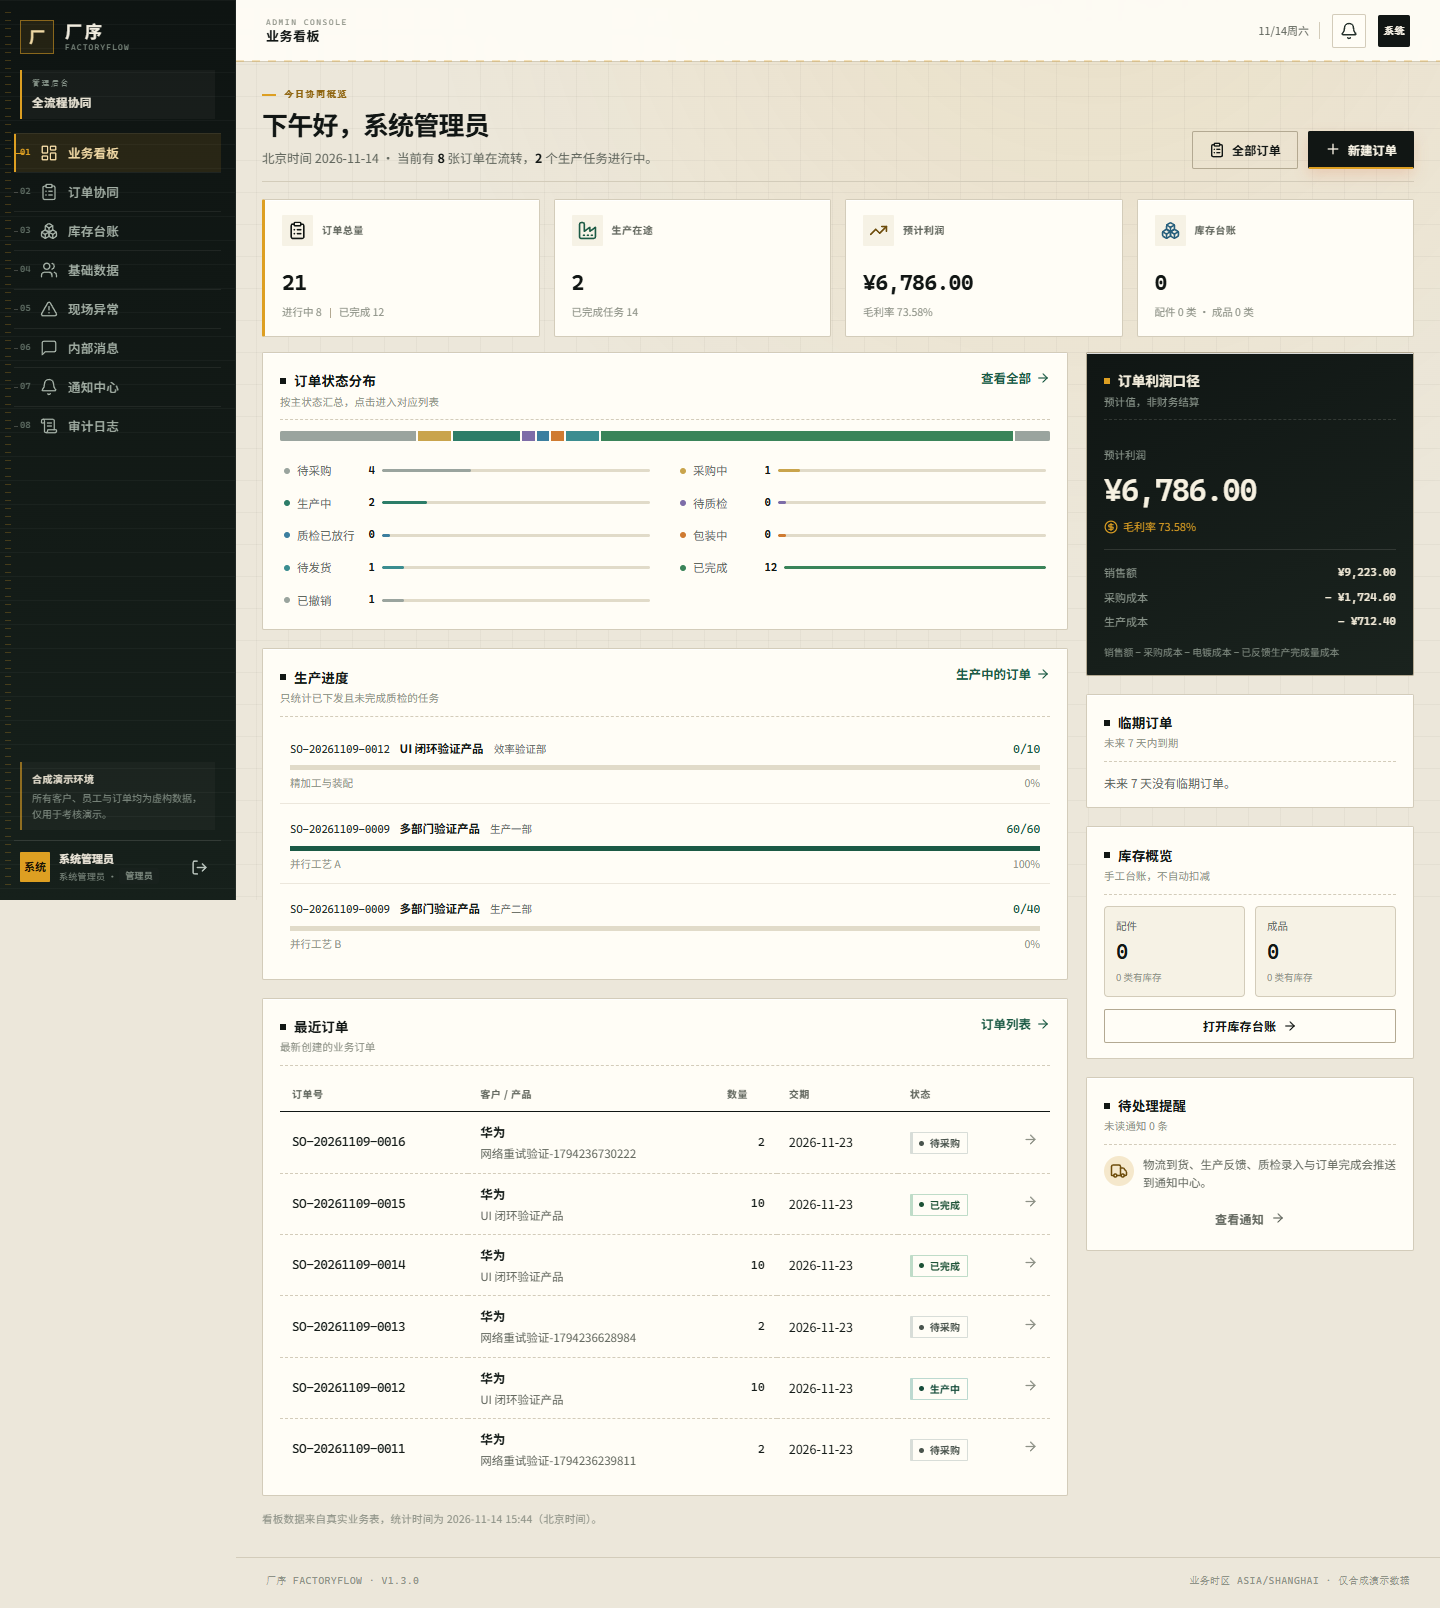 厂
厂序
FACTORYFLOW
管理后台
全流程协同
01 业务看板
02 订单协同
03 库存台账
04 基础数据
05 现场异常
06 内部消息
07 通知中心
08 审计日志
合成演示环境
所有客户、员工与订单均为虚构数据，
仅用于考核演示。
系统
系统管理员
系统管理员 · 管理员
ADMIN CONSOLE
业务看板
11/14周六
系统
今日协同概览
下午好，系统管理员
北京时间 2026-11-14 · 当前有 8 张订单在流转，2 个生产任务进行中。
全部订单
新建订单
订单总量
21
进行中 8 | 已完成 12
生产在途
2
已完成任务 14
预计利润
¥6,786.00
毛利率 73.58%
库存台账
0
配件 0 类 · 成品 0 类
订单状态分布
查看全部
按主状态汇总，点击进入对应列表
待采购 4
采购中 1
生产中 2
待质检 0
质检已放行 0
包装中 0
待发货 1
已完成 12
已撤销 1
生产进度
生产中的订单
只统计已下发且未完成质检的任务
SO-20261109-0012 UI 闭环验证产品 效率验证部 0/10
精加工与装配 0%
SO-20261109-0009 多部门验证产品 生产一部 60/60
并行工艺 A 100%
SO-20261109-0009 多部门验证产品 生产二部 0/40
并行工艺 B 0%
最近订单
订单列表
最新创建的业务订单
订单号 客户 / 产品 数量 交期 状态
SO-20261109-0016 华为 2 2026-11-23 待采购
网络重试验证-1794236730222
SO-20261109-0015 华为 10 2026-11-23 已完成
UI 闭环验证产品
SO-20261109-0014 华为 10 2026-11-23 已完成
UI 闭环验证产品
SO-20261109-0013 华为 2 2026-11-23 待采购
网络重试验证-1794236628984
SO-20261109-0012 华为 10 2026-11-23 生产中
UI 闭环验证产品
SO-20261109-0011 华为 2 2026-11-23 待采购
网络重试验证-1794236239811
看板数据来自真实业务表，统计时间为 2026-11-14 15:44（北京时间）。
订单利润口径
预计值，非财务结算
预计利润
¥6,786.00
毛利率 73.58%
销售额 ¥9,223.00
采购成本 − ¥1,724.60
生产成本 − ¥712.40
销售额 − 采购成本 − 电镀成本 − 已反馈生产完成量成本
临期订单
未来 7 天内到期
未来 7 天没有临期订单。
库存概览
手工台账，不自动扣减
配件
0
0 类有库存
成品
0
0 类有库存
打开库存台账
待处理提醒
未读通知 0 条
物流到货、生产反馈、质检录入与订单完成会推送
到通知中心。
查看通知
厂序 FACTORYFLOW · V1.3.0
业务时区 ASIA/SHANGHAI · 仅合成演示数据